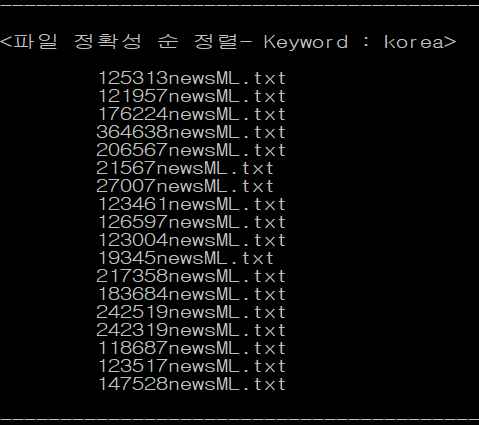 <파일 정확성 순 정렬- Keyword : korea>
125313newsML.txt
121957newsML.txt
176224newsML.txt
364638newsML.txt
206567newsML.txt
21567newsML.txt
27007newsML.txt
123461newsML.txt
126597newsML.txt
123004newsML.txt
19345newsML.txt
217358newsML.txt
183684newsML.txt
242519newsML.txt
242319newsML.txt
118687newsML.txt
123517newsML.txt
147528newsML.txt